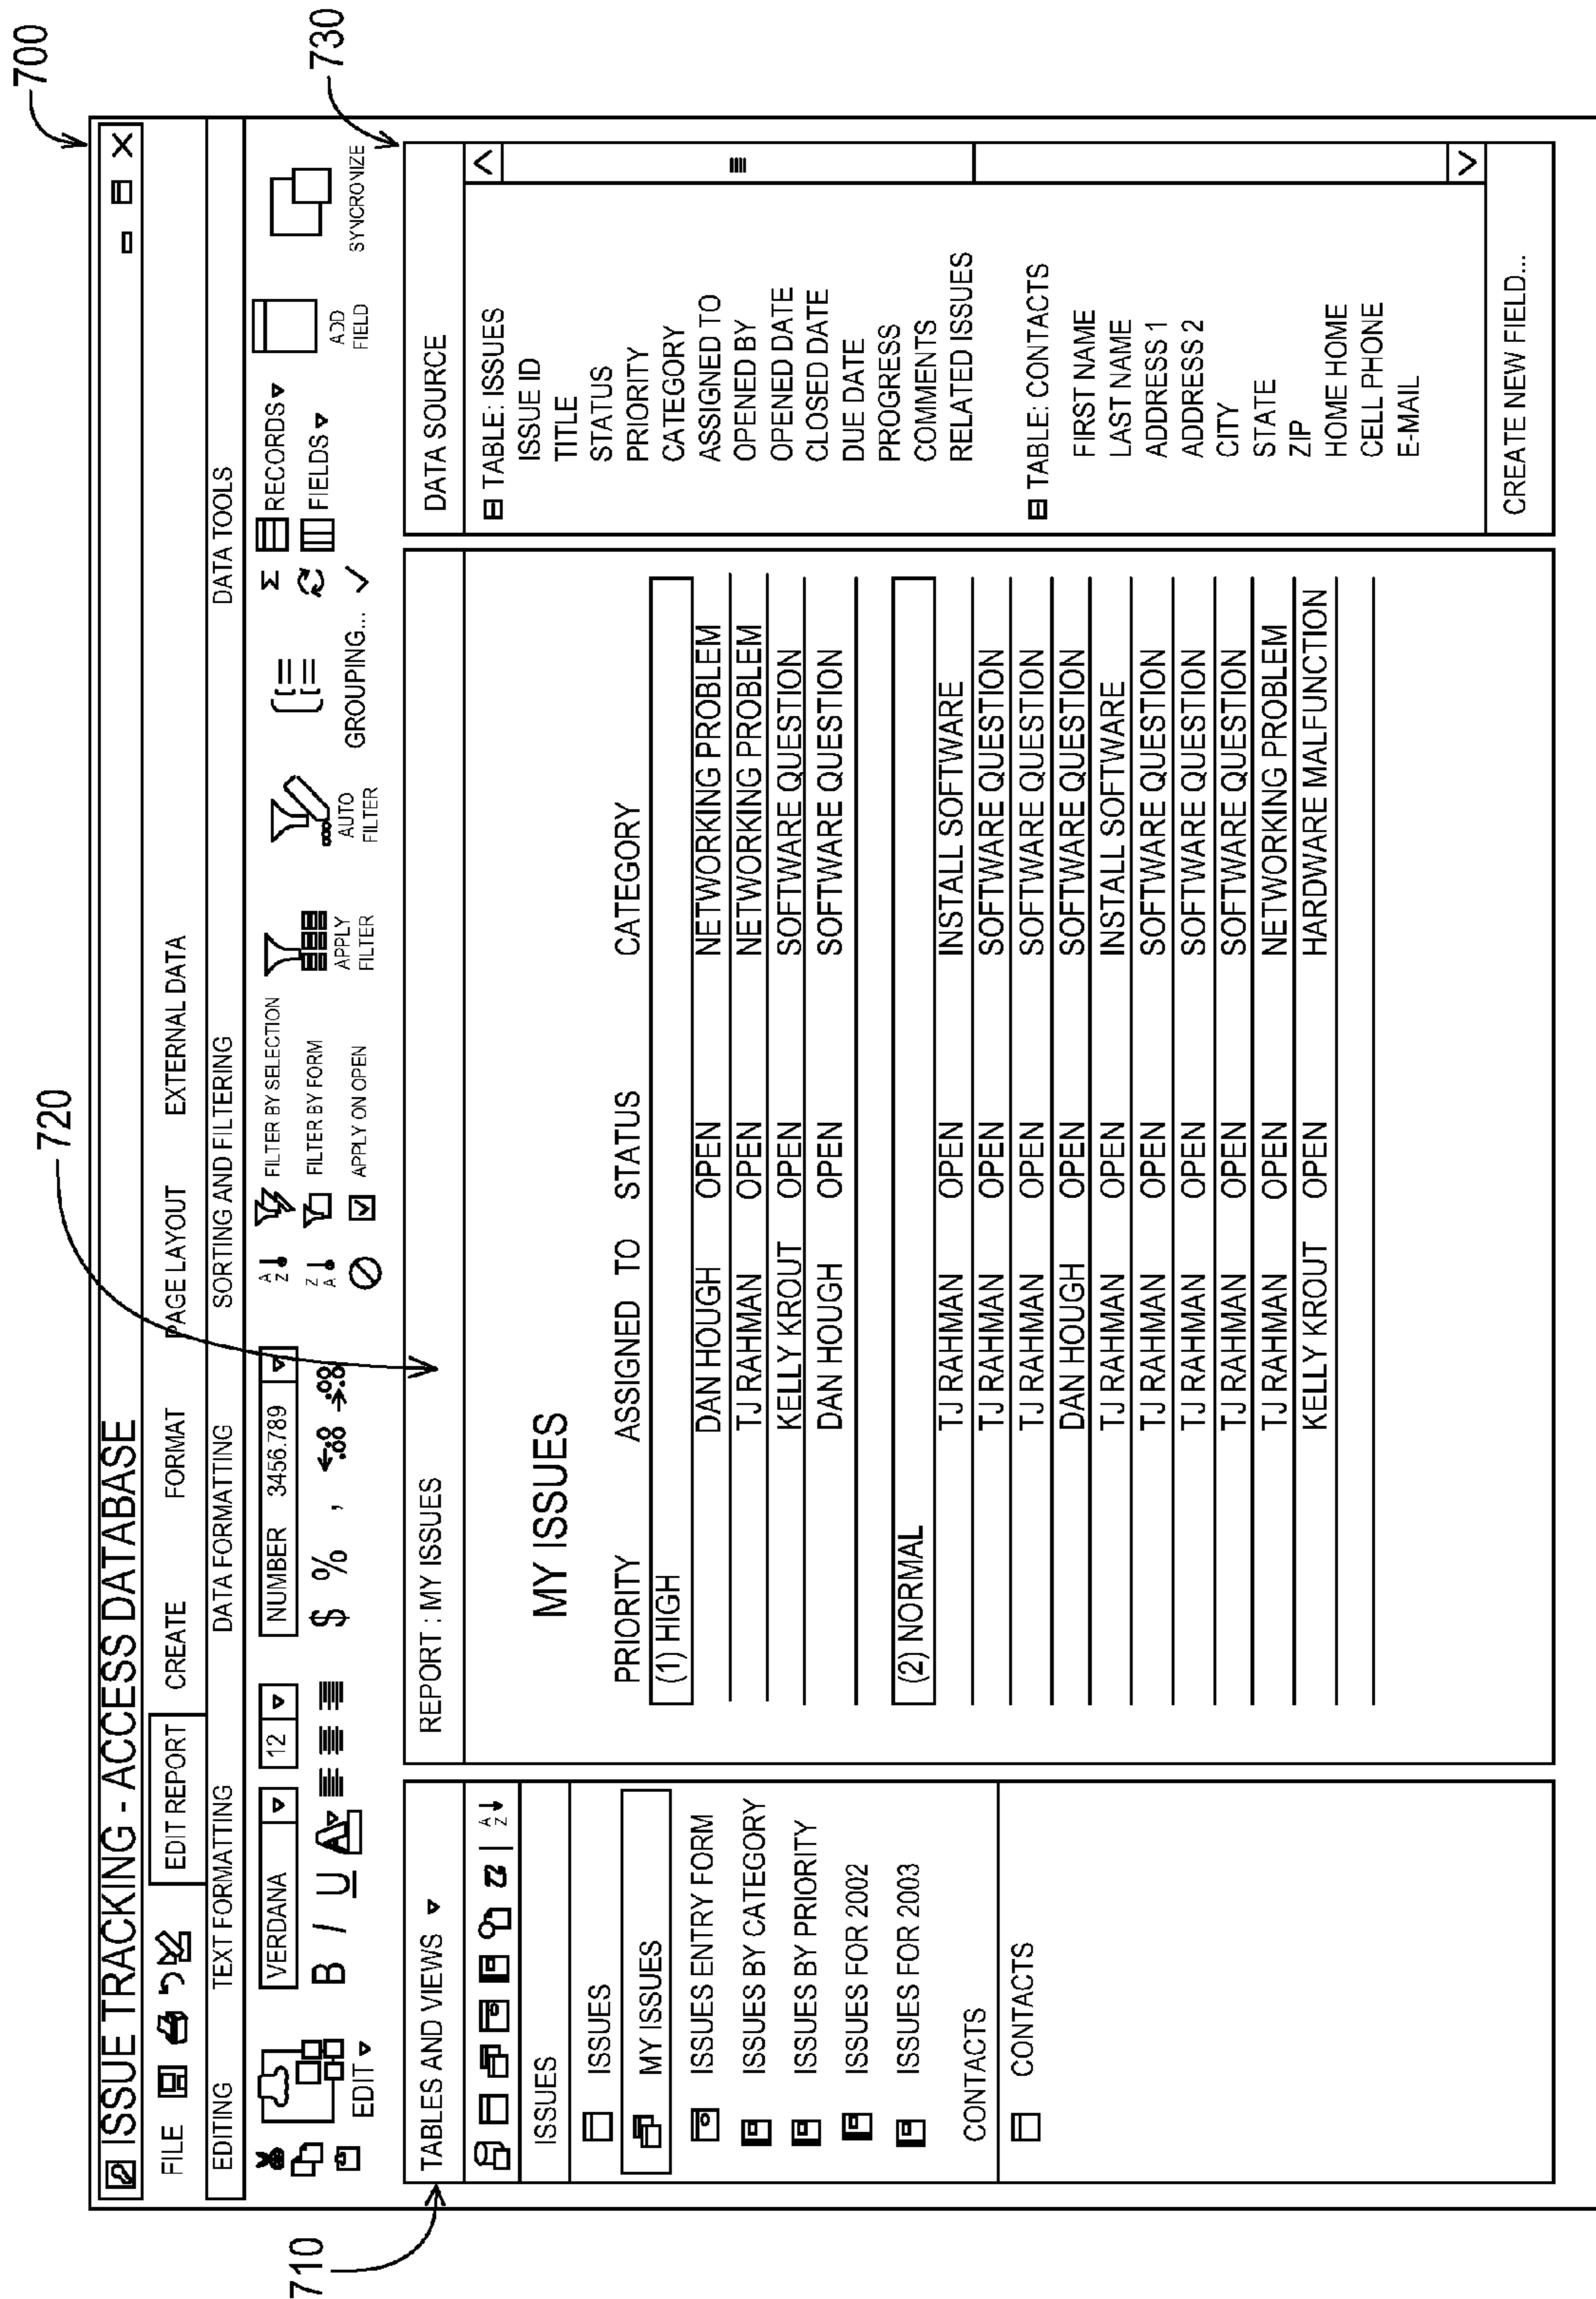 700
ISSUE TRACKING - ACCESS DATABASE
FILE
EDIT REPORT
CREATE
FORMAT
PAGE LAYOUT
EXTERNAL DATA
EDITING
TEXT FORMATTING
DATA FORMATTING
SORTING AND FILTERING
DATA TOOLS
VERDANA
12
NUMBER 3456.789
A Z
FILTER BY SELECTION
Σ
RECORDS
B I U A
$ % , .00 .00
Z A
FILTER BY FORM
FIELDS
EDIT
APPLY ON OPEN
APPLY
FILTER
AUTO
FILTER
GROUPING...
ADD
FIELD
SYNCRONIZE
710
720
730
TABLES AND VIEWS
A Z
ISSUES
ISSUES
MY ISSUES
ISSUES ENTRY FORM
ISSUES BY CATEGORY
ISSUES BY PRIORITY
ISSUES FOR 2002
ISSUES FOR 2003
CONTACTS
CONTACTS
REPORT : MY ISSUES
MY ISSUES
PRIORITY ASSIGNED TO STATUS CATEGORY
(1) HIGH
DAN HOUGH OPEN NETWORKING PROBLEM
TJ RAHMAN OPEN NETWORKING PROBLEM
KELLY KROUT OPEN SOFTWARE QUESTION
DAN HOUGH OPEN SOFTWARE QUESTION
(2) NORMAL
TJ RAHMAN OPEN INSTALL SOFTWARE
TJ RAHMAN OPEN SOFTWARE QUESTION
TJ RAHMAN OPEN SOFTWARE QUESTION
DAN HOUGH OPEN SOFTWARE QUESTION
TJ RAHMAN OPEN INSTALL SOFTWARE
TJ RAHMAN OPEN SOFTWARE QUESTION
TJ RAHMAN OPEN SOFTWARE QUESTION
TJ RAHMAN OPEN SOFTWARE QUESTION
TJ RAHMAN OPEN NETWORKING PROBLEM
KELLY KROUT OPEN HARDWARE MALFUNCTION
DATA SOURCE
TABLE: ISSUES
ISSUE ID
TITLE
STATUS
PRIORITY
CATEGORY
ASSIGNED TO
OPENED BY
OPENED DATE
CLOSED DATE
DUE DATE
PROGRESS
COMMENTS
RELATED ISSUES
TABLE: CONTACTS
FIRST NAME
LAST NAME
ADDRESS 1
ADDRESS 2
CITY
STATE
ZIP
HOME HOME
CELL PHONE
E-MAIL
CREATE NEW FIELD...